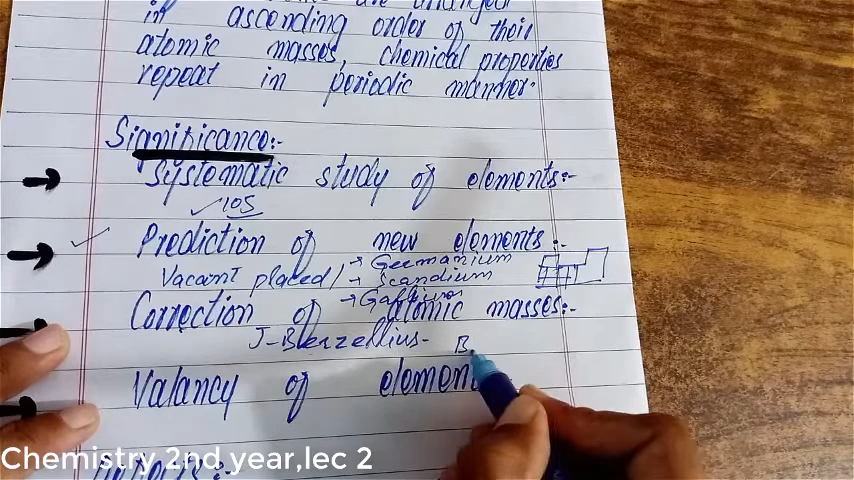 in ascending order of their
atomic masses, chemical properties
repeat in periodic manner.
Significance:-
Systematic study of elements:-
105
Prediction of new elements:-
Germanium
Vacant placed / Scandium
Gallium
Correction of atomic masses:-
J-Berzellius- B
Valancy of element
Chemistry 2nd year,lec 2